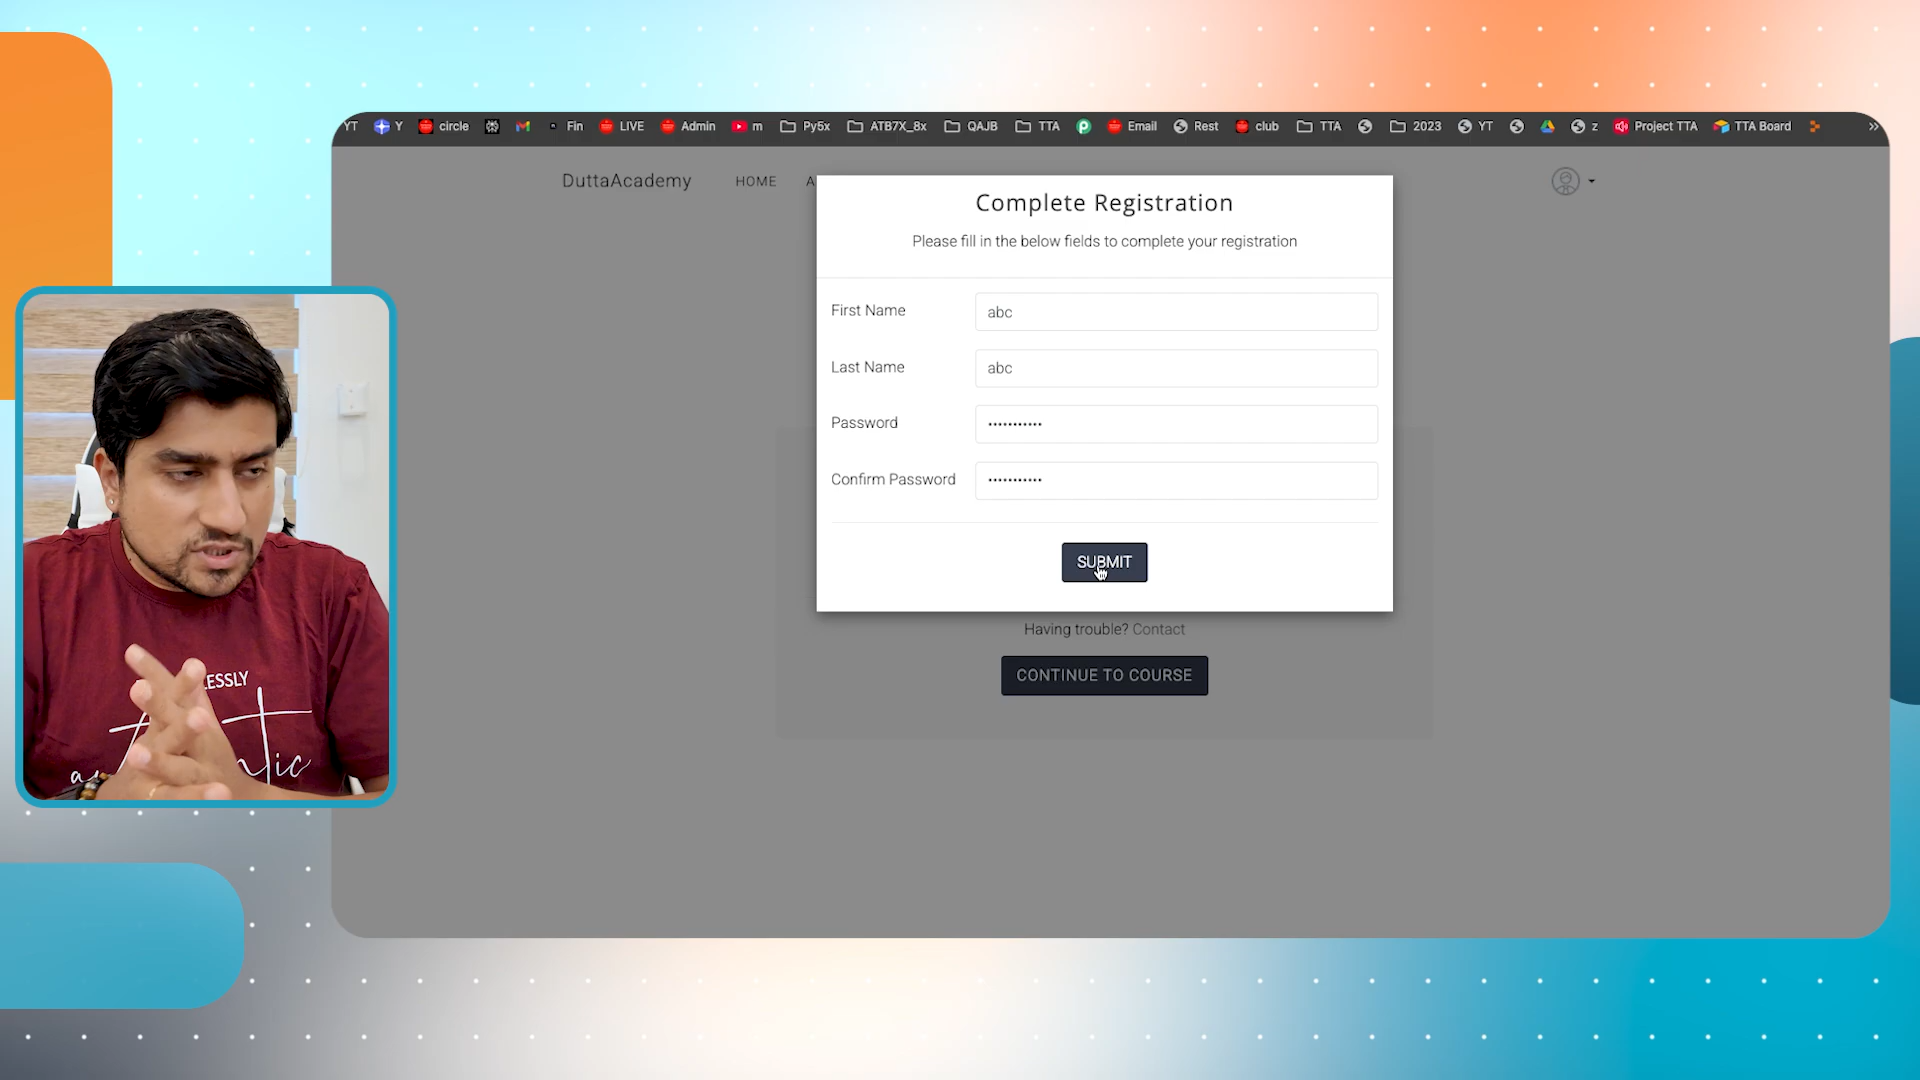 YT Y circle Fin LIVE Admin m Py5x ATB7X_8x QAJB TTA Email Rest club TTA 2023 YT z Project TTA TTA Board »
DuttaAcademy HOME A
Complete Registration
Please fill in the below fields to complete your registration
First Name abc
Last Name abc
Password •••••••••••
Confirm Password •••••••••••
SUBMIT
Having trouble? Contact
CONTINUE TO COURSE